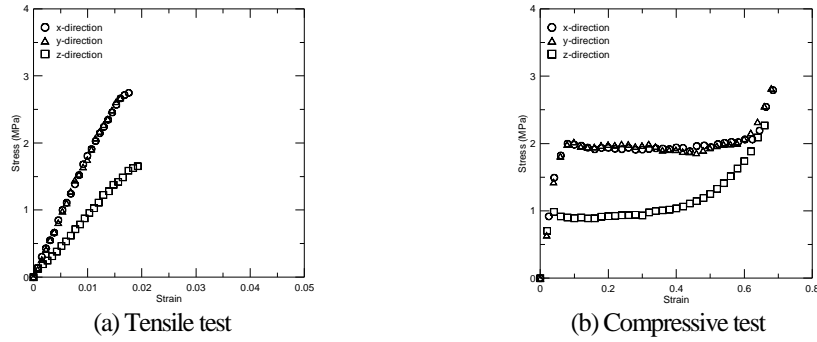 x-direction
y-direction
z-direction
Stress (MPa)
4
3
2
1
0
0 0.01 0.02 0.03 0.04 0.05
Strain
(a) Tensile test
x-direction
y-direction
z-direction
Stress (MPa)
4
3
2
1
0
0 0.2 0.4 0.6 0.8
Strain
(b) Compressive test